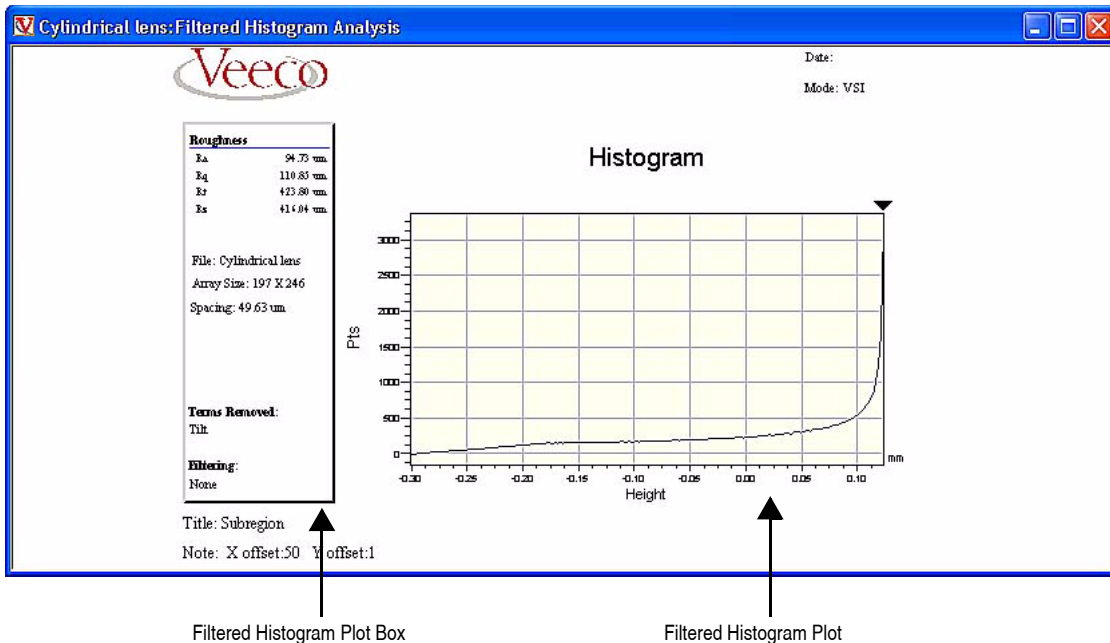 Cylindrical lens:Filtered Histogram Analysis
Veeco
Date:
Mode: VSI
Roughness
Ra 94.73 um
Rq 110.85 um
Rt 423.80 um
Rz 416.04 um
File: Cylindrical lens
Array Size: 197 X 246
Spacing: 49.63 um
Terms Removed:
Tilt
Filtering:
None
Title: Subregion
Note: X offset:50 Y offset:1
Histogram
Pts
3000
2500
2000
1500
1000
500
0
-0.30 -0.25 -0.20 -0.15 -0.10 -0.05 0.00 0.05 0.10
mm
Height
Filtered Histogram Plot Box
Filtered Histogram Plot